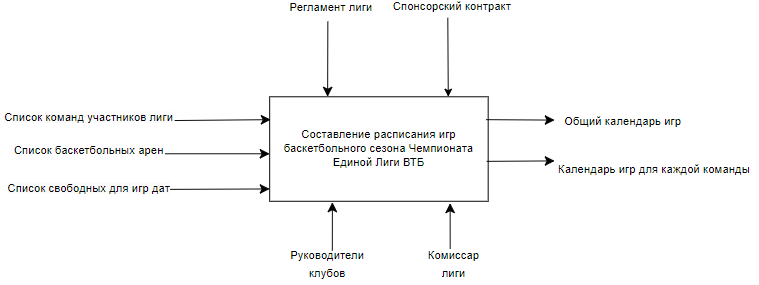 Регламент лиги
Спонсорский контракт
Список команд участников лиги
Список баскетбольных арен
Список свободных для игр дат
Составление расписания игр
баскетбольного сезона Чемпионата
Единой Лиги ВТБ
Общий календарь игр
Календарь игр для каждой команды
Руководители
клубов
Комиссар
лиги